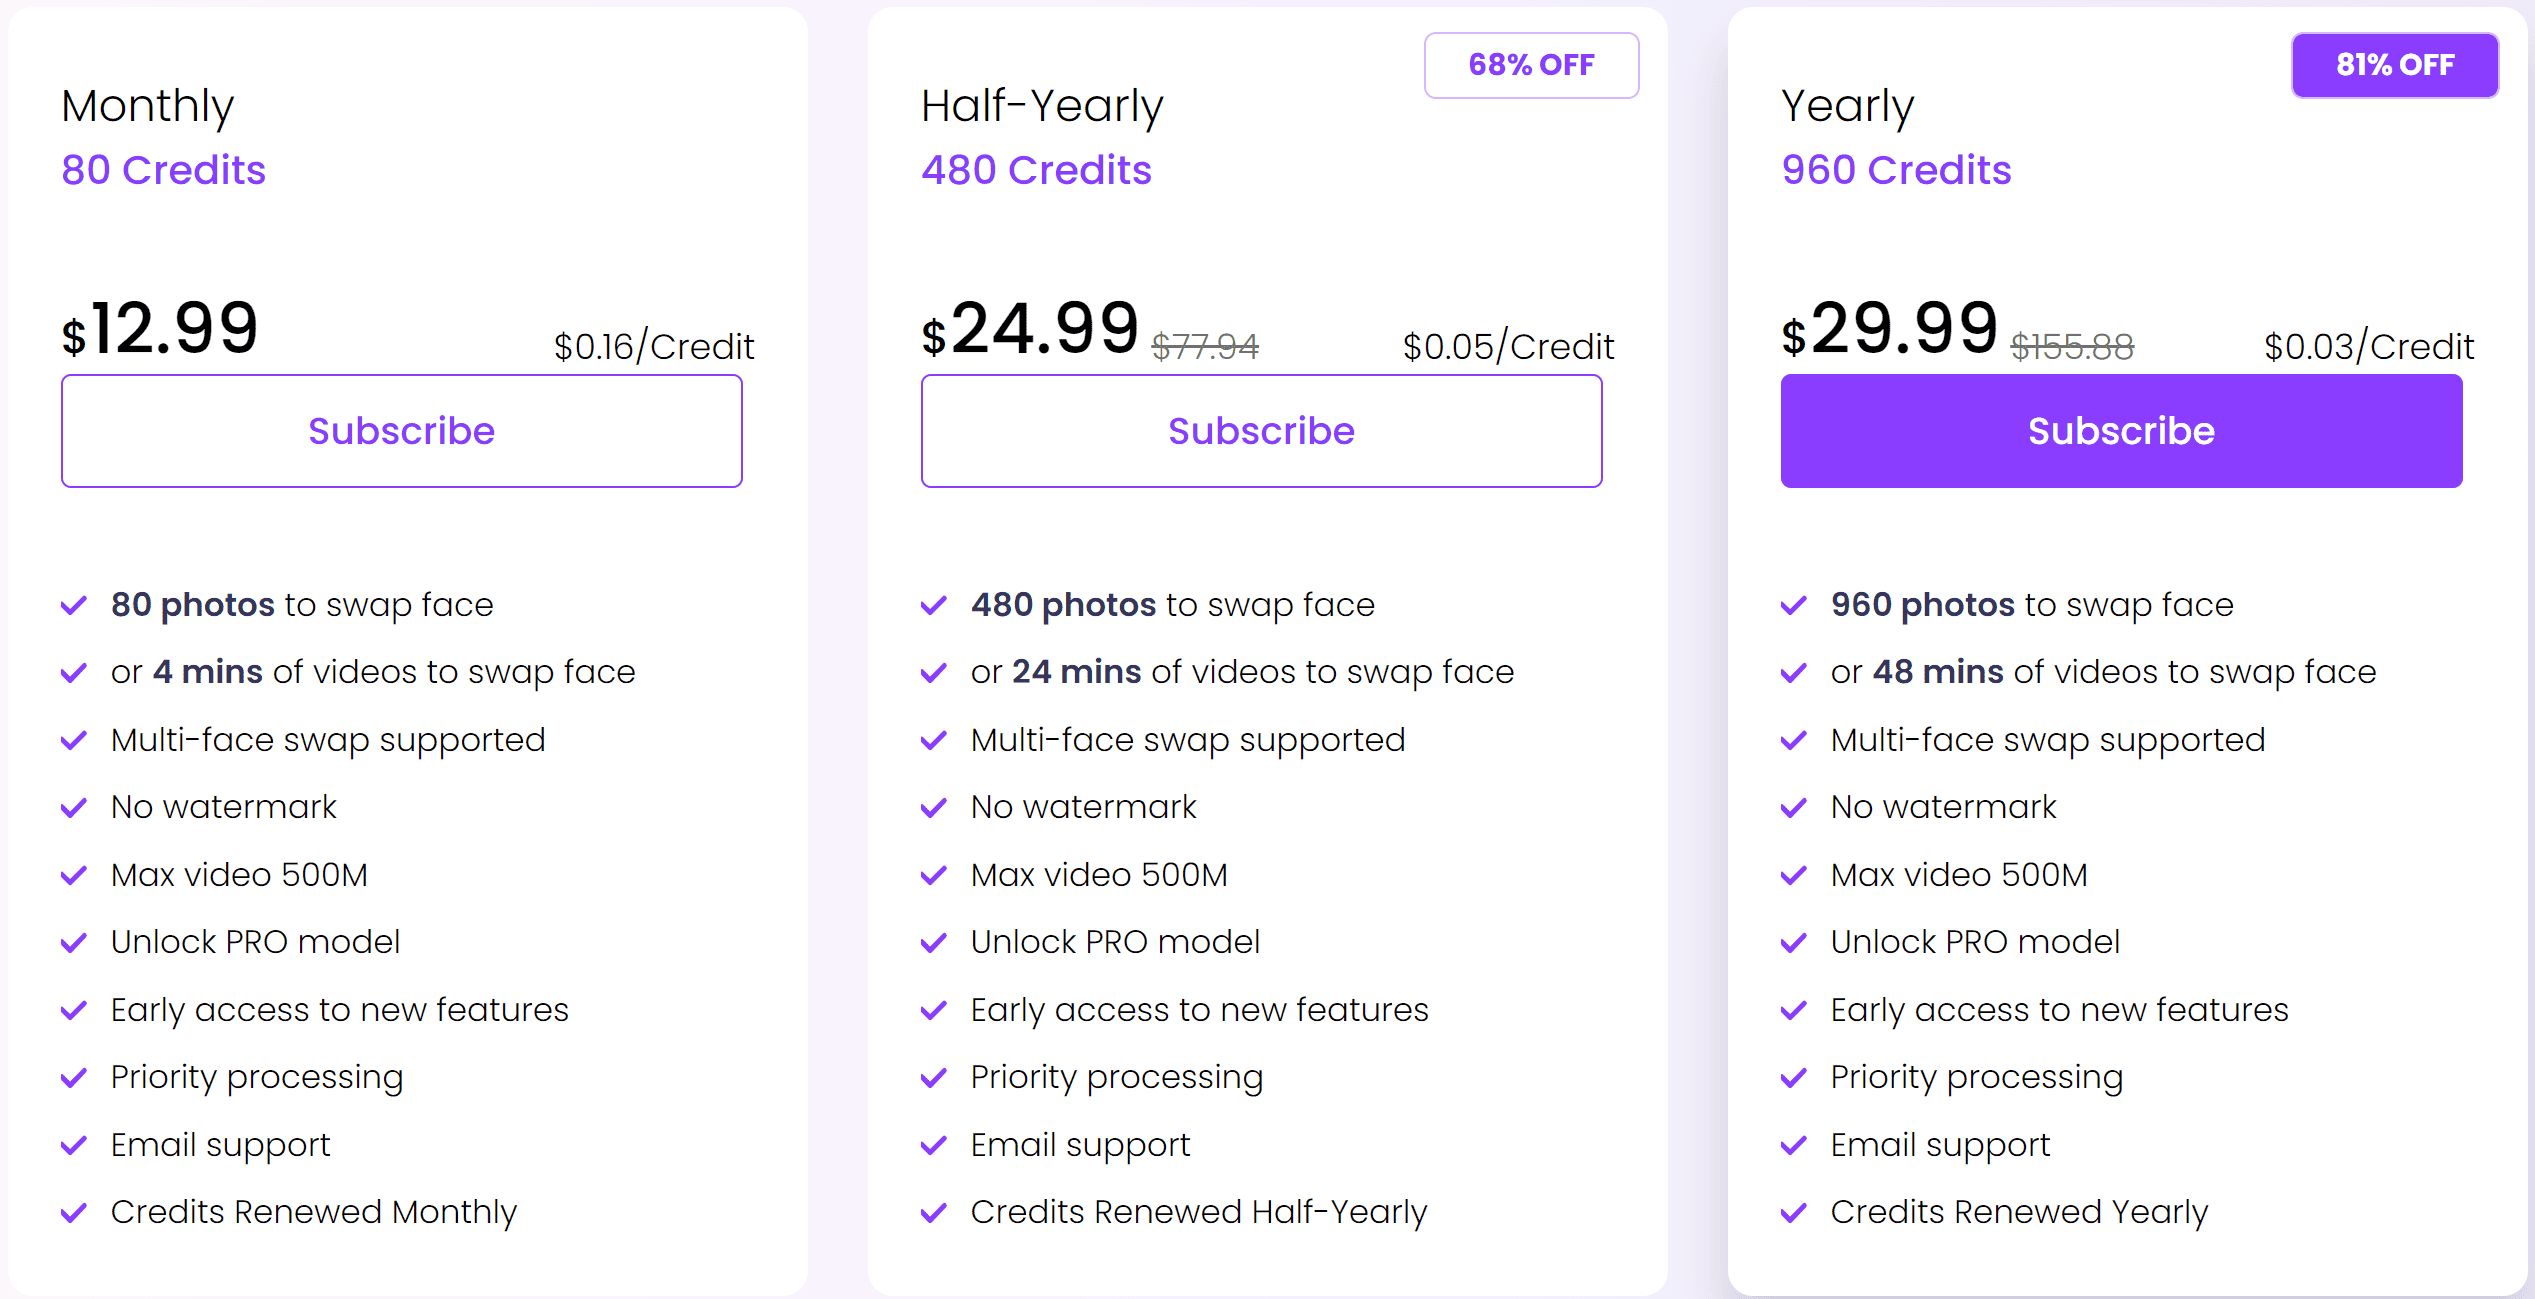 Monthly
80 Credits
$12.99 $0.16/Credit
Subscribe
80 photos to swap face
or 4 mins of videos to swap face
Multi-face swap supported
No watermark
Max video 500M
Unlock PRO model
Early access to new features
Priority processing
Email support
Credits Renewed Monthly
68% OFF
Half-Yearly
480 Credits
$24.99 $77.94 $0.05/Credit
Subscribe
480 photos to swap face
or 24 mins of videos to swap face
Multi-face swap supported
No watermark
Max video 500M
Unlock PRO model
Early access to new features
Priority processing
Email support
Credits Renewed Half-Yearly
81% OFF
Yearly
960 Credits
$29.99 $155.88 $0.03/Credit
Subscribe
960 photos to swap face
or 48 mins of videos to swap face
Multi-face swap supported
No watermark
Max video 500M
Unlock PRO model
Early access to new features
Priority processing
Email support
Credits Renewed Yearly